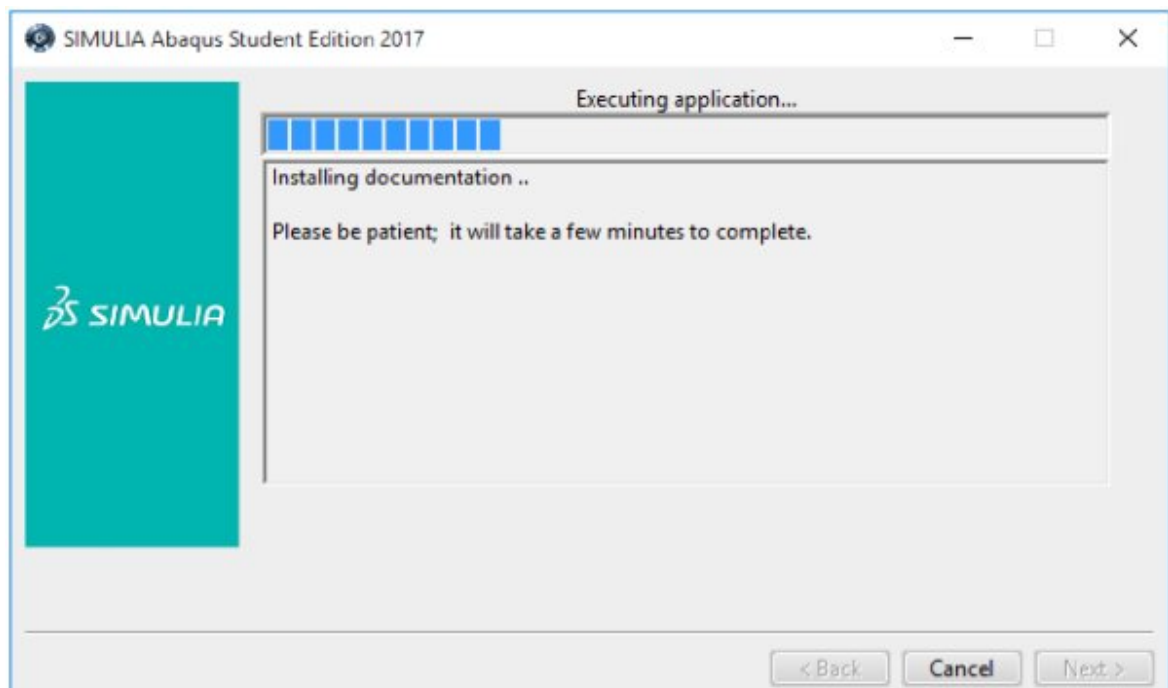 SIMULIA Abaqus Student Edition 2017
Executing application...
Installing documentation ..
Please be patient; it will take a few minutes to complete.
3DS SIMULIA
< Back
Cancel
Next >